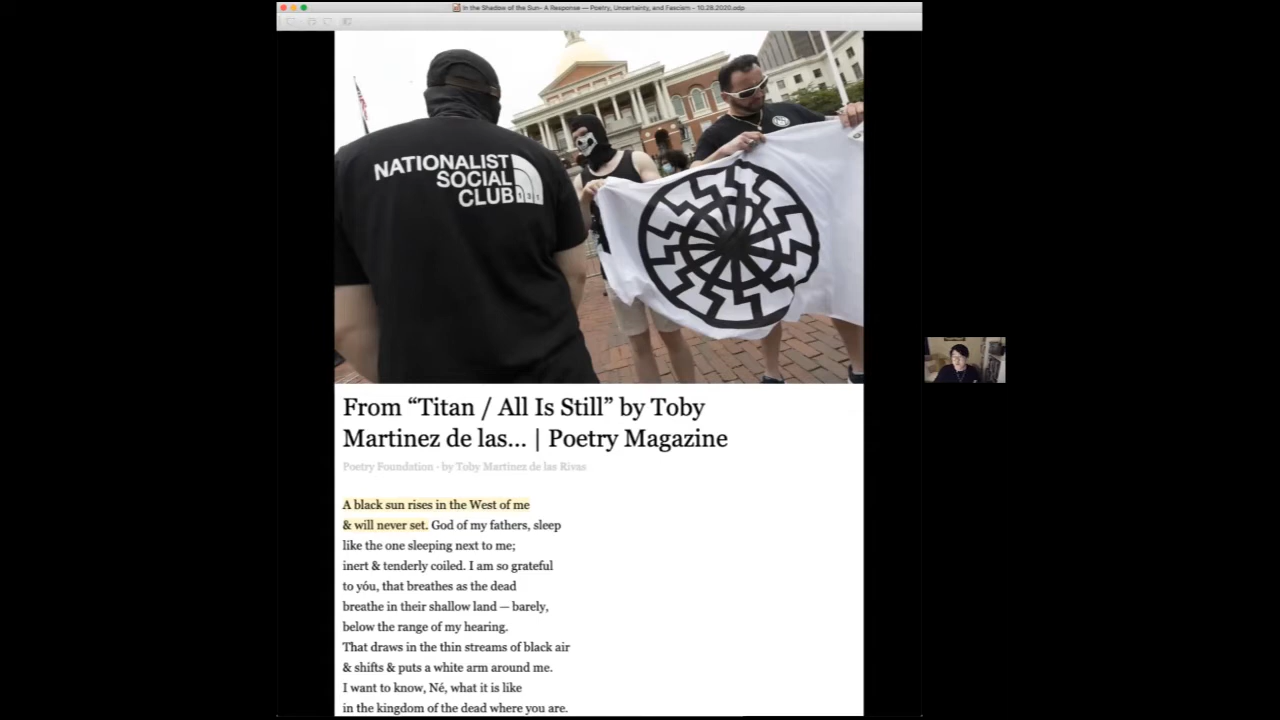 In the Shadow of the Sun- A Response — Poetry, Uncertainty, and Fascism - 10.28.2020.odp
NATIONALIST
SOCIAL
CLUB
131
From “Titan / All Is Still” by Toby
Martinez de las... | Poetry Magazine
Poetry Foundation · by Toby Martinez de las Rivas
A black sun rises in the West of me
& will never set. God of my fathers, sleep
like the one sleeping next to me;
inert & tenderly coiled. I am so grateful
to yóu, that breathes as the dead
breathe in their shallow land — barely,
below the range of my hearing.
That draws in the thin streams of black air
& shifts & puts a white arm around me.
I want to know, Né, what it is like
in the kingdom of the dead where you are.